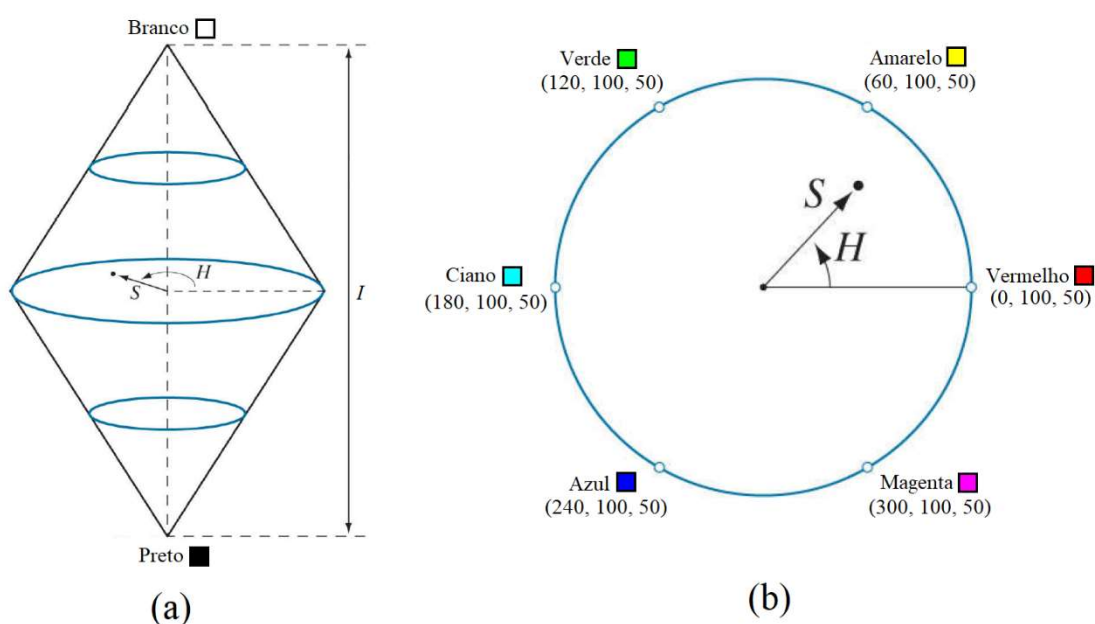 Branco
H
S
I
Preto
(a)
Verde
(120, 100, 50)
Amarelo
(60, 100, 50)
S
H
Ciano
(180, 100, 50)
Vermelho
(0, 100, 50)
Azul
(240, 100, 50)
Magenta
(300, 100, 50)
(b)